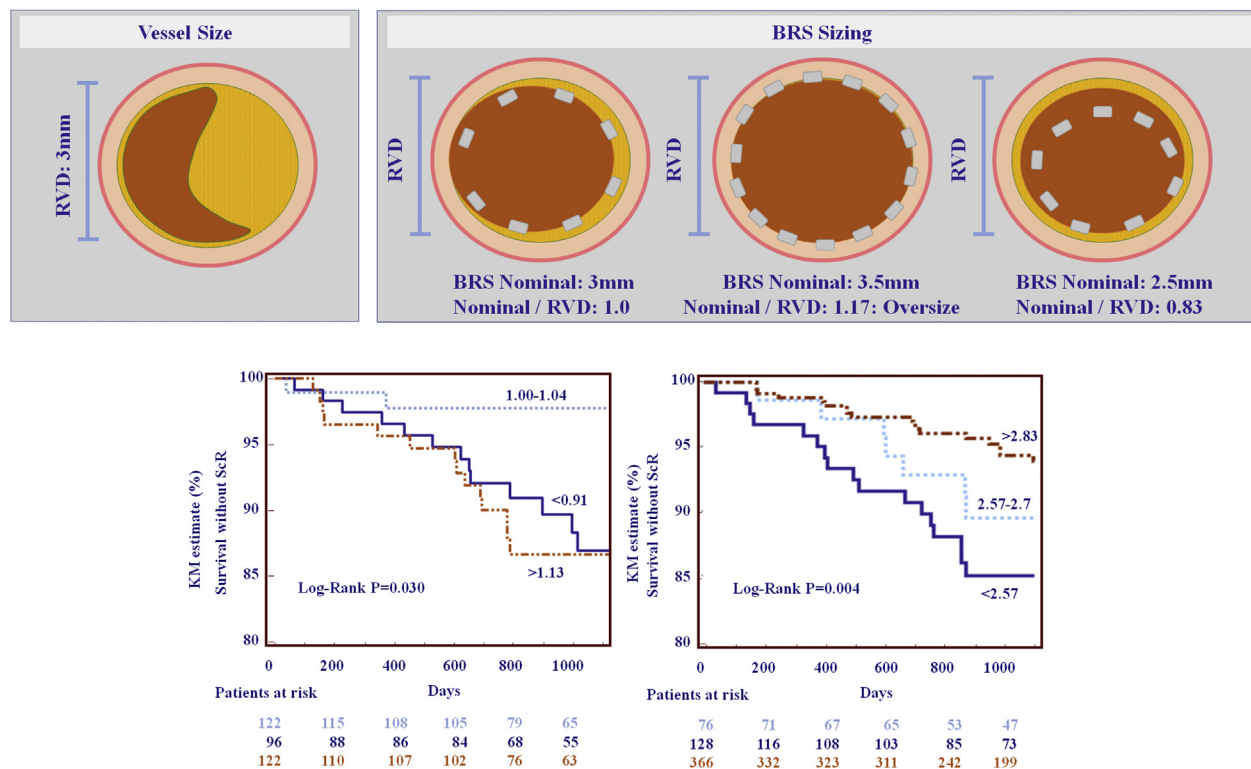 Vessel Size
RVD: 3mm
BRS Sizing
RVD
RVD
RVD
BRS Nominal: 3mm
Nominal / RVD: 1.0
BRS Nominal: 3.5mm
Nominal / RVD: 1.17: Oversize
BRS Nominal: 2.5mm
Nominal / RVD: 0.83
KM estimate (%)
Survival without ScR
100
95
90
85
80
1.00-1.04
<0.91
>1.13
Log-Rank P=0.030
0 200 400 600 800 1000
Patients at risk Days
122 115 108 105 79 65
96 88 86 84 68 55
122 110 107 102 76 63
KM estimate (%)
Survival without ScR
100
95
90
85
80
>2.83
2.57-2.7
<2.57
Log-Rank P=0.004
0 200 400 600 800 1000
Patients at risk Days
76 71 67 65 53 47
128 116 108 103 85 73
366 332 323 311 242 199